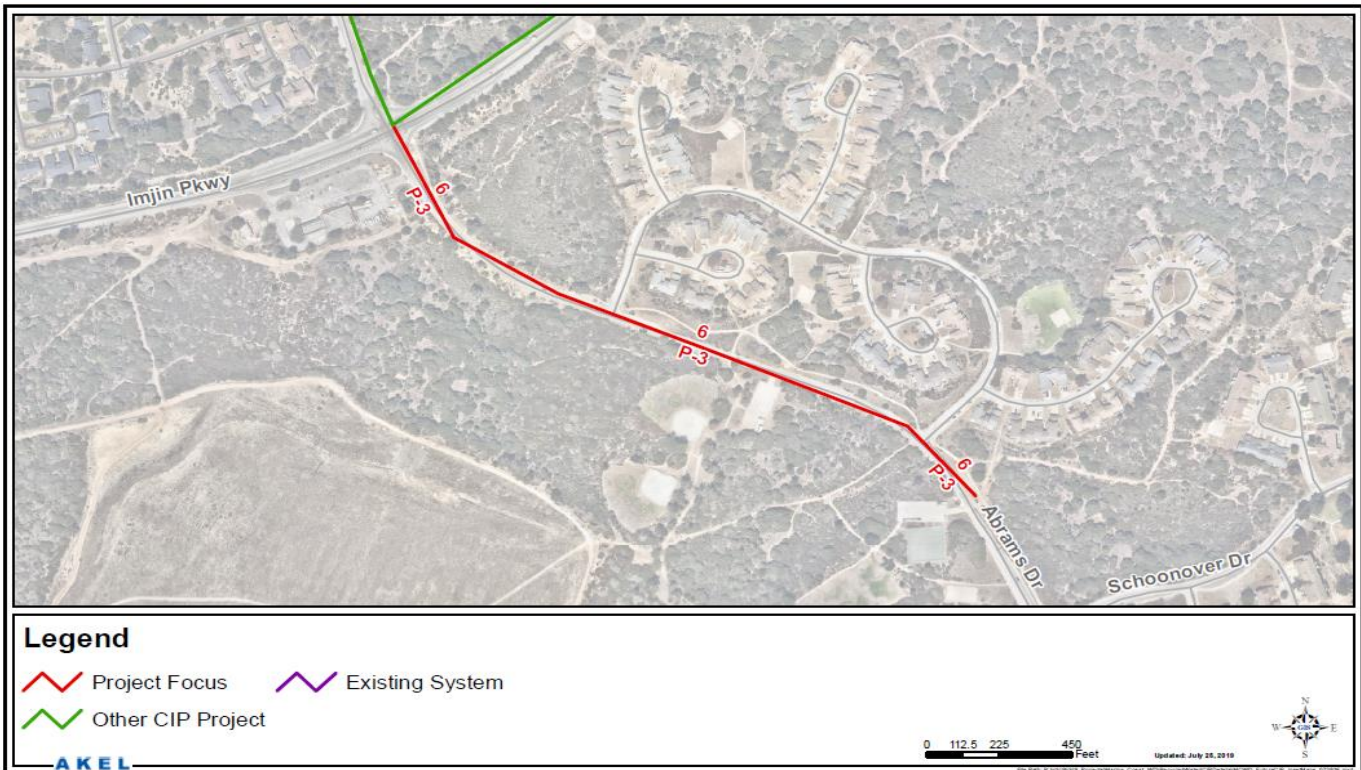 Imjin Pkwy
6
P-3
6
P-3
6
P-3
Abrams Dr
Schoonover Dr
Legend
Project Focus
Existing System
Other CIP Project
AKEL
0 112.5 225 450
Feet
N
W GIS E
S
Updated: July 25, 2019